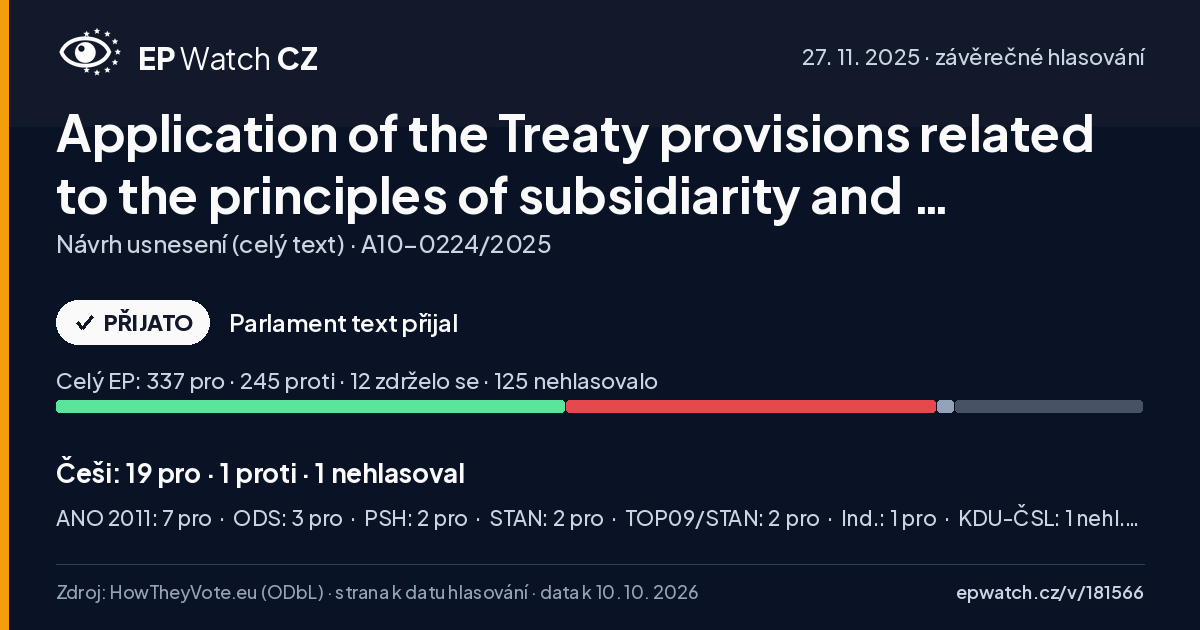 EP Watch CZ
27. 11. 2025 · závěrečné hlasování
Application of the Treaty provisions related
to the principles of subsidiarity and …
Návrh usnesení (celý text) · A10-0224/2025
✓ PŘIJATO
Parlament text přijal
Celý EP: 337 pro · 245 proti · 12 zdrželo se · 125 nehlasovalo
Češi: 19 pro · 1 proti · 1 nehlasoval
ANO 2011: 7 pro · ODS: 3 pro · PSH: 2 pro · STAN: 2 pro · TOP09/STAN: 2 pro · Ind.: 1 pro · KDU-ČSL: 1 nehl.…
Zdroj: HowTheyVote.eu (ODbL) · strana k datu hlasování · data k 10. 10. 2026
epwatch.cz/v/181566